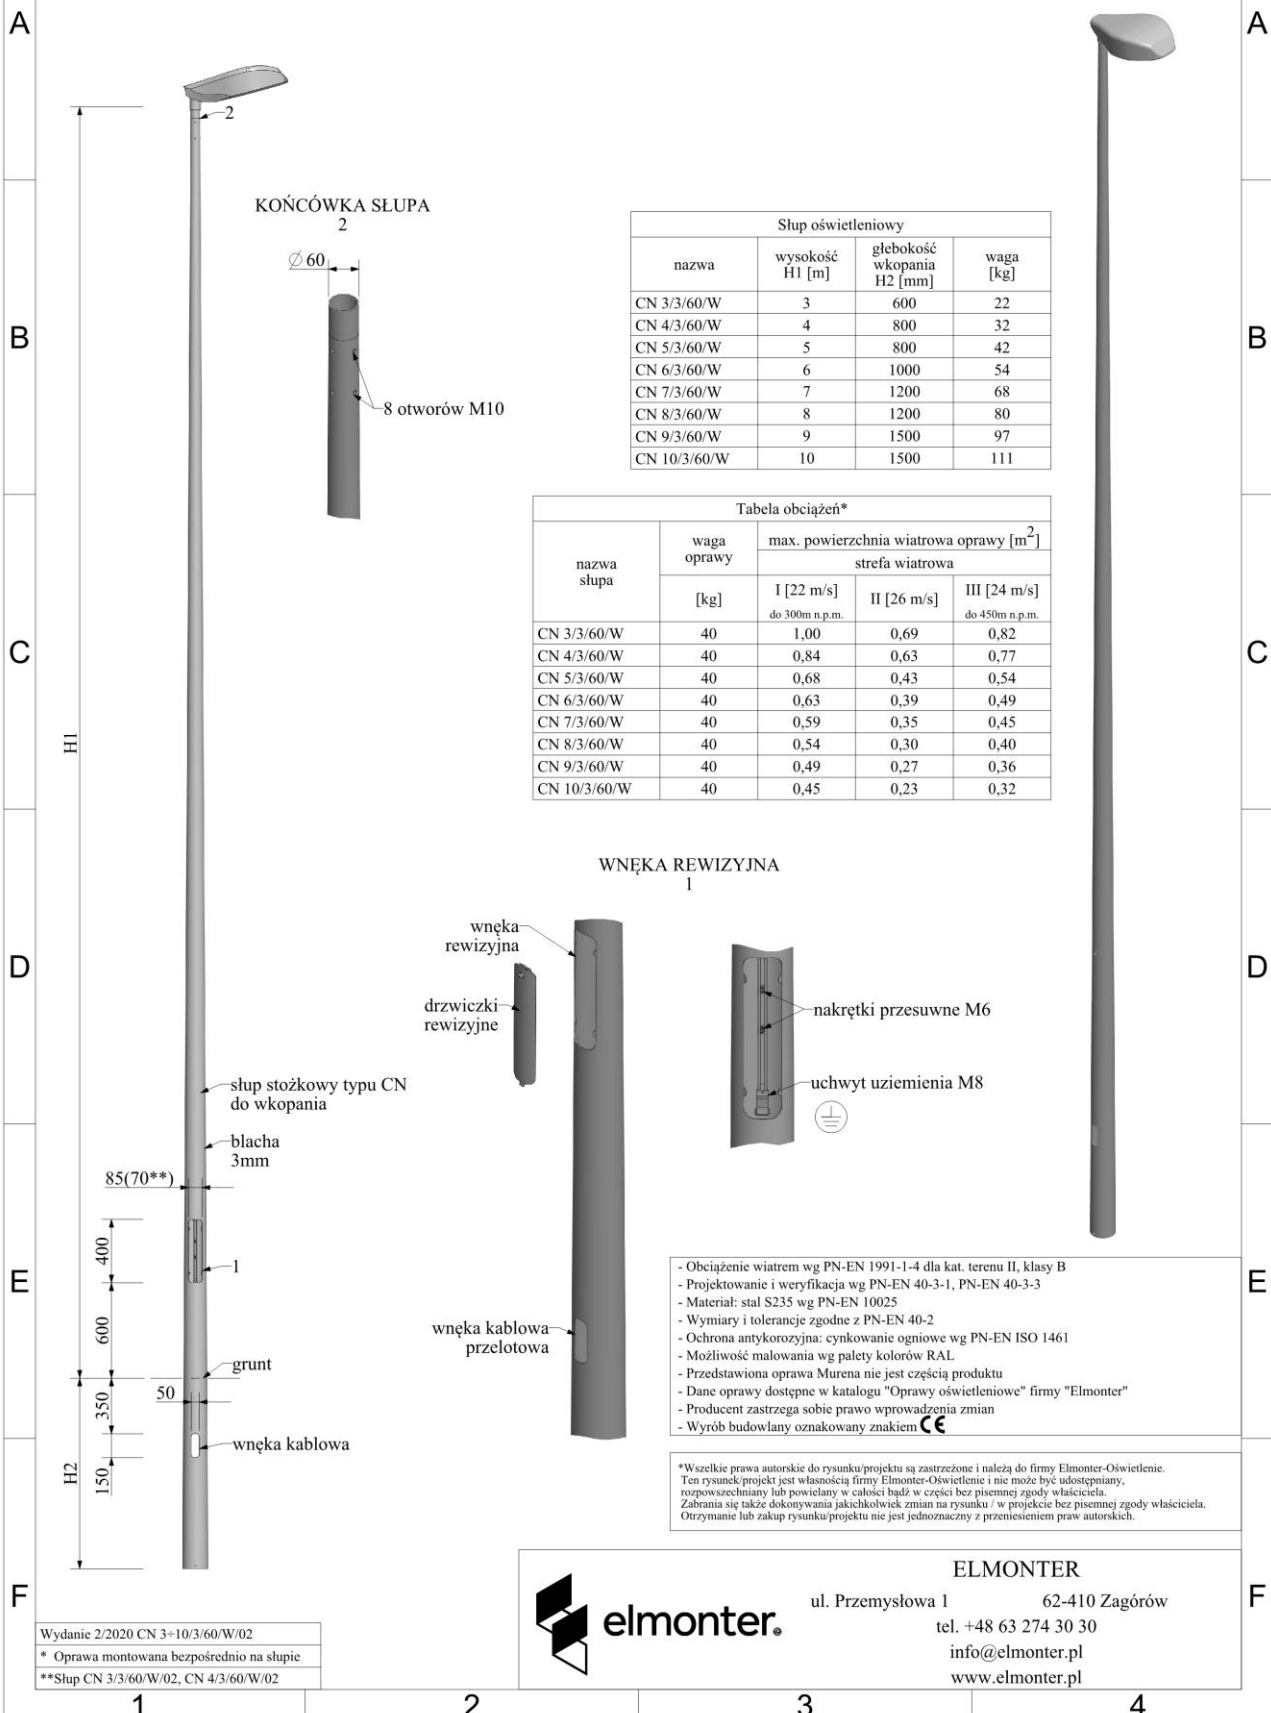 A
A
2
KOŃCÓWKA SŁUPA
2
∅ 60
8 otworów M10
B
B
Słup oświetleniowy
nazwa wysokość H1 [m] głebokość wkopania H2 [mm] waga [kg]
CN 3/3/60/W 3 600 22
CN 4/3/60/W 4 800 32
CN 5/3/60/W 5 800 42
CN 6/3/60/W 6 1000 54
CN 7/3/60/W 7 1200 68
CN 8/3/60/W 8 1200 80
CN 9/3/60/W 9 1500 97
CN 10/3/60/W 10 1500 111
Tabela obciążeń*
nazwa słupa waga oprawy max. powierzchnia wiatrowa oprawy [m²]
strefa wiatrowa
[kg] I [22 m/s] II [26 m/s] III [24 m/s]
do 300m n.p.m. do 450m n.p.m.
CN 3/3/60/W 40 1,00 0,69 0,82
CN 4/3/60/W 40 0,84 0,63 0,77
CN 5/3/60/W 40 0,68 0,43 0,54
CN 6/3/60/W 40 0,63 0,39 0,49
CN 7/3/60/W 40 0,59 0,35 0,45
CN 8/3/60/W 40 0,54 0,30 0,40
CN 9/3/60/W 40 0,49 0,27 0,36
CN 10/3/60/W 40 0,45 0,23 0,32
C
C
H1
WNĘKA REWIZYJNA
1
wnęka
rewizyjna
drzwiczki
rewizyjne
nakrętki przesuwne M6
uchwyt uziemienia M8
D
D
słup stożkowy typu CN
do wkopania
blacha
3mm
85(70**)
400
1
600
grunt
50
350
wnęka kablowa
150
H2
wnęka kablowa
przelotowa
E
E
- Obciążenie wiatrem wg PN-EN 1991-1-4 dla kat. terenu II, klasy B
- Projektowanie i weryfikacja wg PN-EN 40-3-1, PN-EN 40-3-3
- Materiał: stal S235 wg PN-EN 10025
- Wymiary i tolerancje zgodne z PN-EN 40-2
- Ochrona antykorozyjna: cynkowanie ogniowe wg PN-EN ISO 1461
- Możliwość malowania wg palety kolorów RAL
- Przedstawiona oprawa Murena nie jest częścią produktu
- Dane oprawy dostępne w katalogu "Oprawy oświetleniowe" firmy "Elmonter"
- Producent zastrzega sobie prawo wprowadzenia zmian
- Wyrób budowlany oznakowany znakiem CE
*Wszelkie prawa autorskie do rysunku/projektu są zastrzeżone i należą do firmy Elmonter-Oświetlenie.
Ten rysunek/projekt jest własnością firmy Elmonter-Oświetlenie i nie może być udostępniany,
rozpowszechniany lub powielany w całości bądź w części bez pisemnej zgody właściciela.
Zabrania się także dokonywania jakichkolwiek zmian na rysunku / w projekcie bez pisemnej zgody właściciela.
Otrzymanie lub zakup rysunku/projektu nie jest jednoznaczny z przeniesieniem praw autorskich.
F
F
elmonter
ELMONTER
ul. Przemysłowa 1 62-410 Zagórów
tel. +48 63 274 30 30
info@elmonter.pl
www.elmonter.pl
Wydanie 2/2020 CN 3÷10/3/60/W/02
* Oprawa montowana bezpośrednio na słupie
**Słup CN 3/3/60/W/02, CN 4/3/60/W/02
1 2 3 4